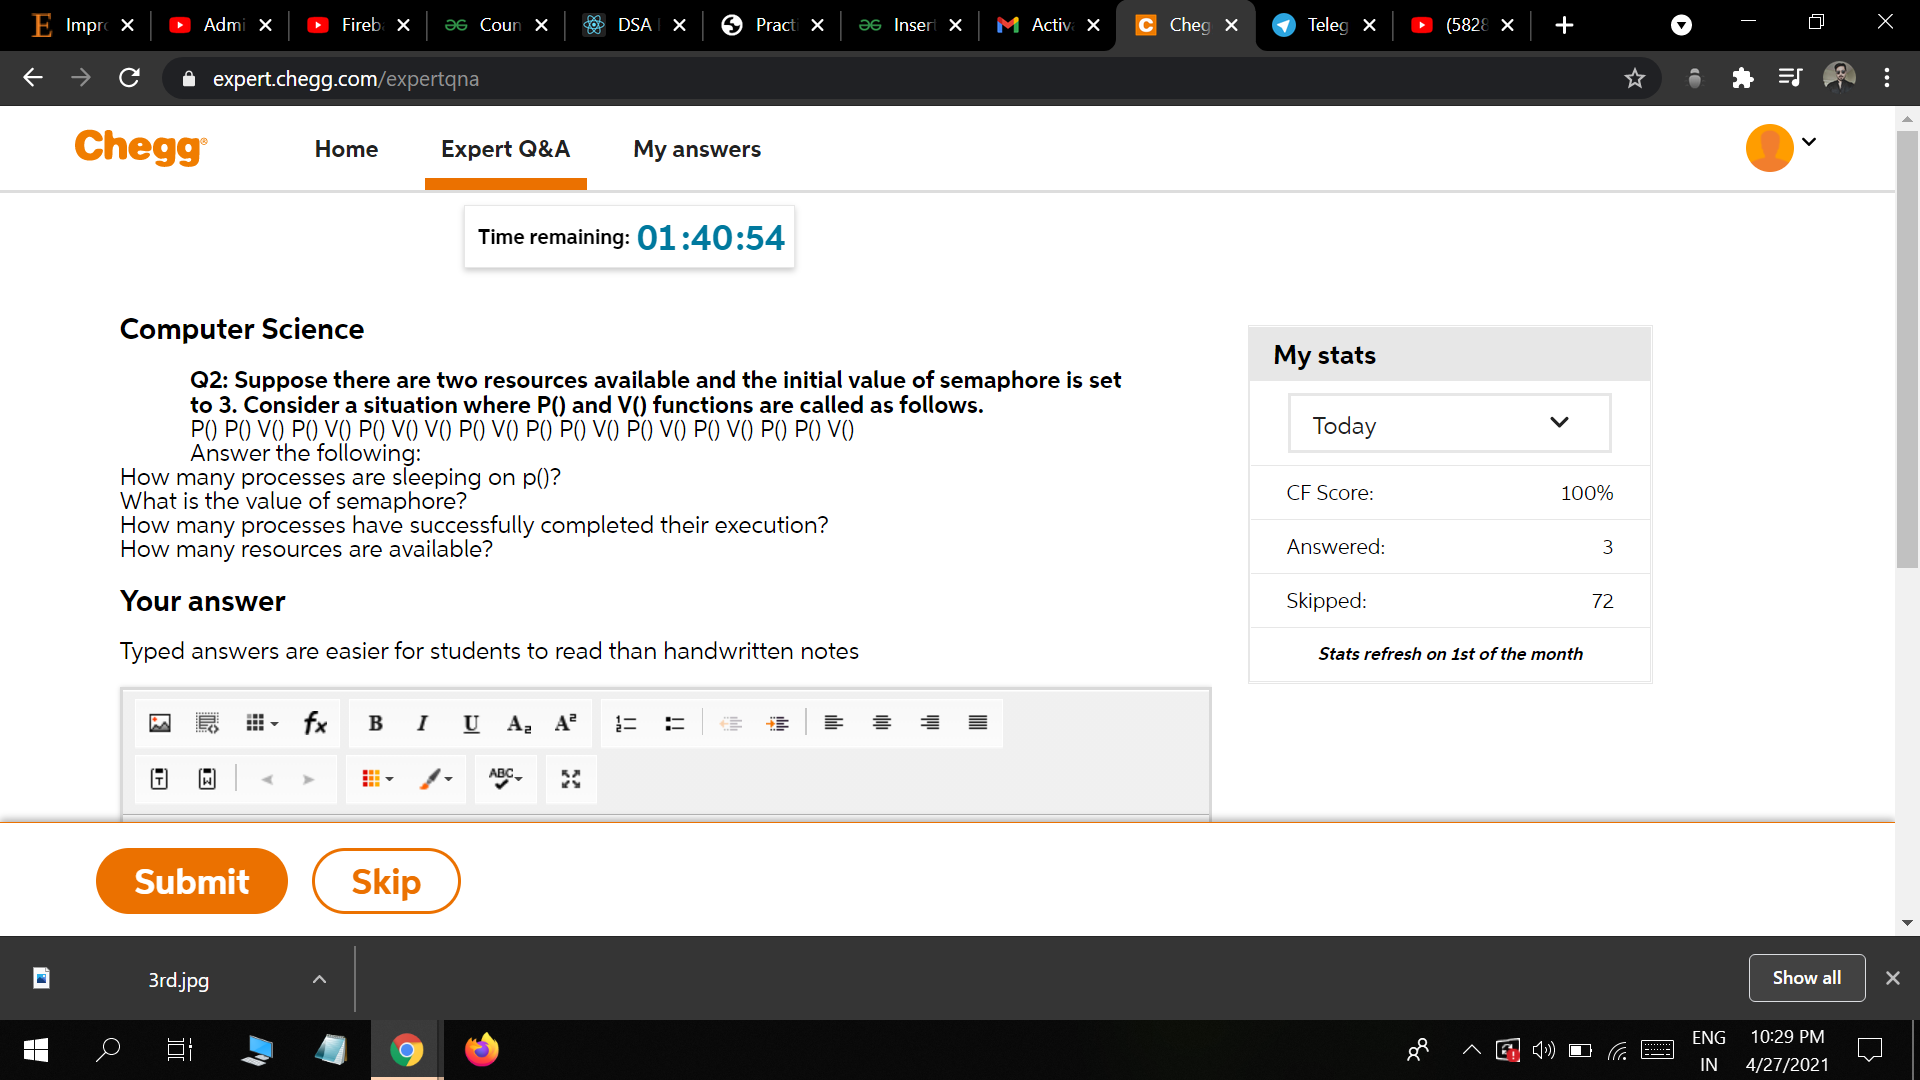 Impro
Admi
Fireb
Coun
DSA
Practi
Inser
Activ
Cheg
Teleg
(5828
expert.chegg.com/expertqna
Chegg
Home
Expert Q&A
My answers
Time remaining: 01:40:54
Computer Science
Q2: Suppose there are two resources available and the initial value of semaphore is set
to 3. Consider a situation where P() and V() functions are called as follows.
P() P() V() P() V() P() V() V() P() V() P() P() V() P() V() P() V() P() P() V()
Answer the following:
How many processes are sleeping on p()?
What is the value of semaphore?
How many processes have successfully completed their execution?
How many resources are available?
My stats
Today
CF Score: 100%
Answered: 3
Skipped: 72
Stats refresh on 1st of the month
Your answer
Typed answers are easier for students to read than handwritten notes
Submit
Skip
3rd.jpg
Show all
ENG
IN
10:29 PM
4/27/2021